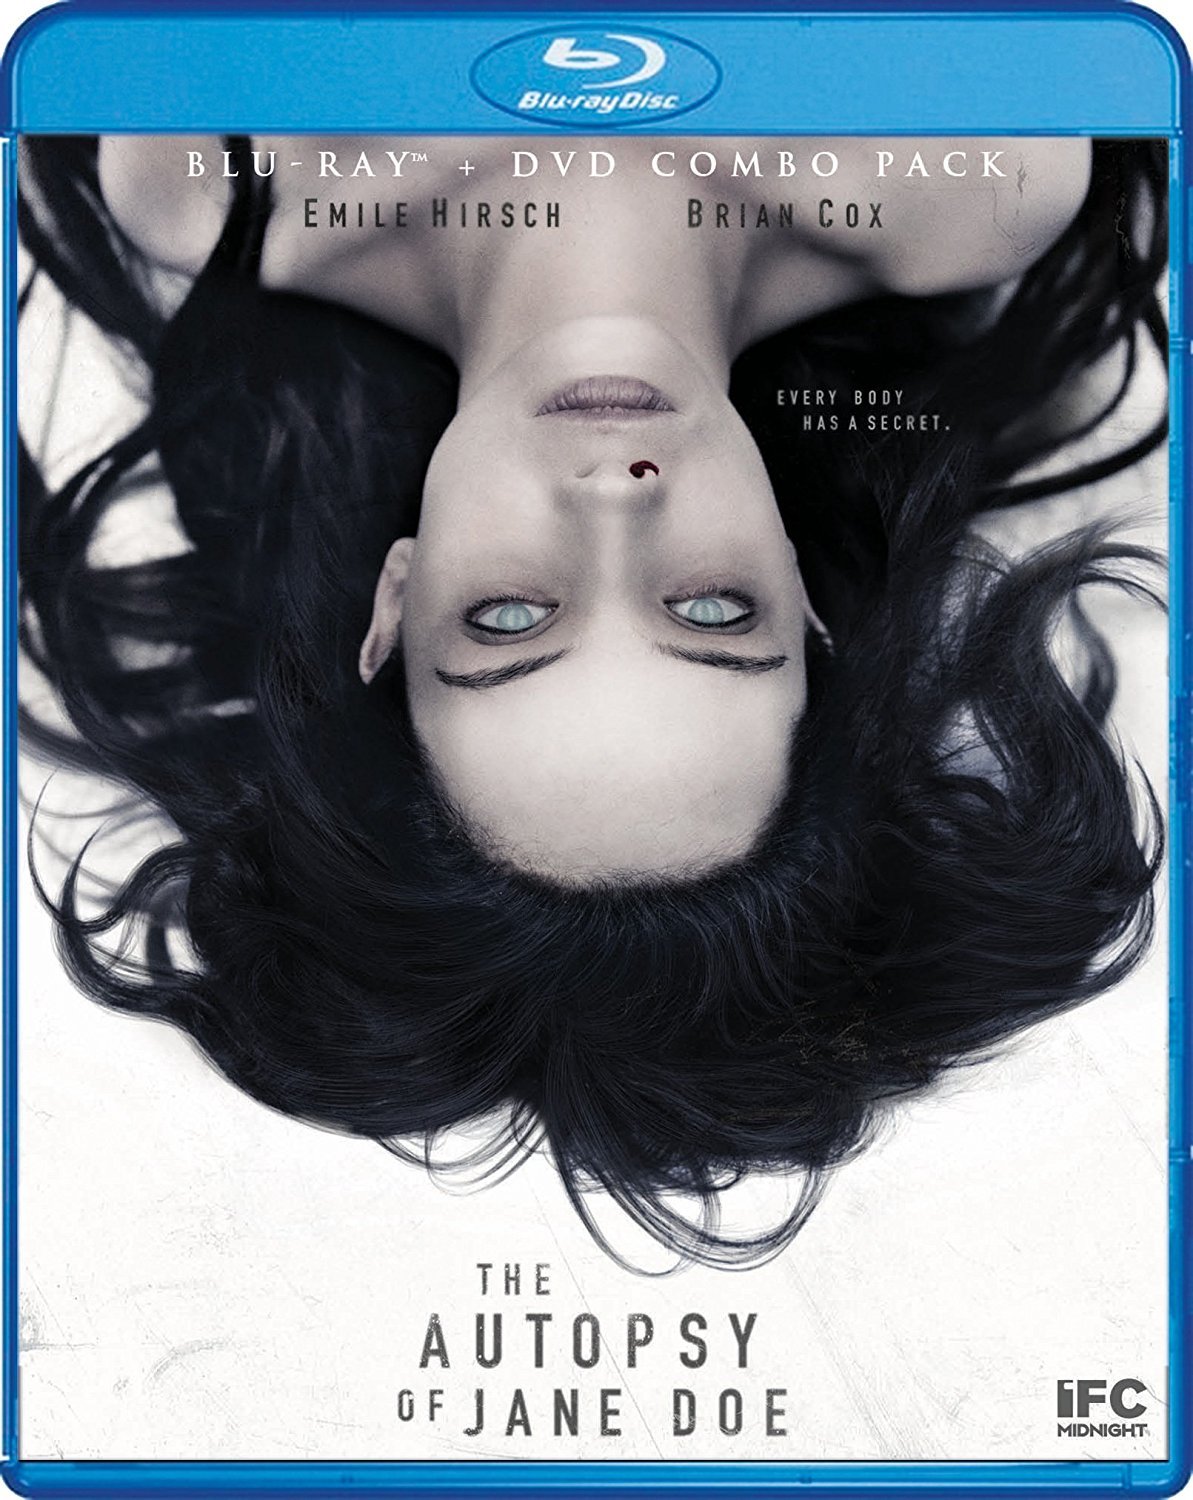 Blu-ray Disc
BLU-RAY™ + DVD COMBO PACK
EMILE HIRSCH BRIAN COX
EVERY BODY
HAS A SECRET.
THE
AUTOPSY
OF JANE DOE
IFC
MIDNIGHT